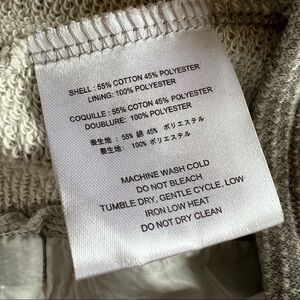 SHELL : 55% COTTON 45% POLYESTER
LINING: 100% POLYESTER
COQUILLE : 55% COTON 45% POLYESTER
DOUBLURE: 100% POLYESTER
表生地 : 55% 綿 45% ポリエステル
裏生地 : 100% ポリエステル
MACHINE WASH COLD
DO NOT BLEACH
TUMBLE DRY, GENTLE CYCLE, LOW
IRON LOW HEAT
DO NOT DRY CLEAN